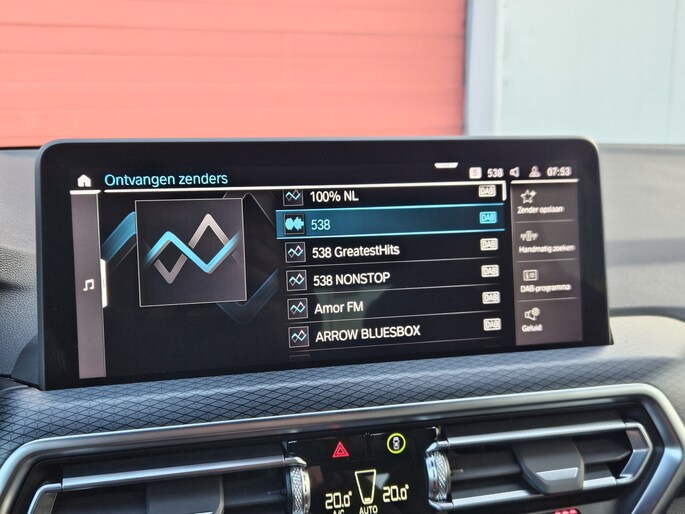 Ontvangen zenders
538
07:53
100% NL DAB
538 DAB
538 GreatestHits DAB
538 NONSTOP DAB
Amor FM DAB
ARROW BLUESBOX DAB
Zender opslaan
Handmatig zoeken
DAB-programma
Geluid
20.0 20.0
A/C AUTO